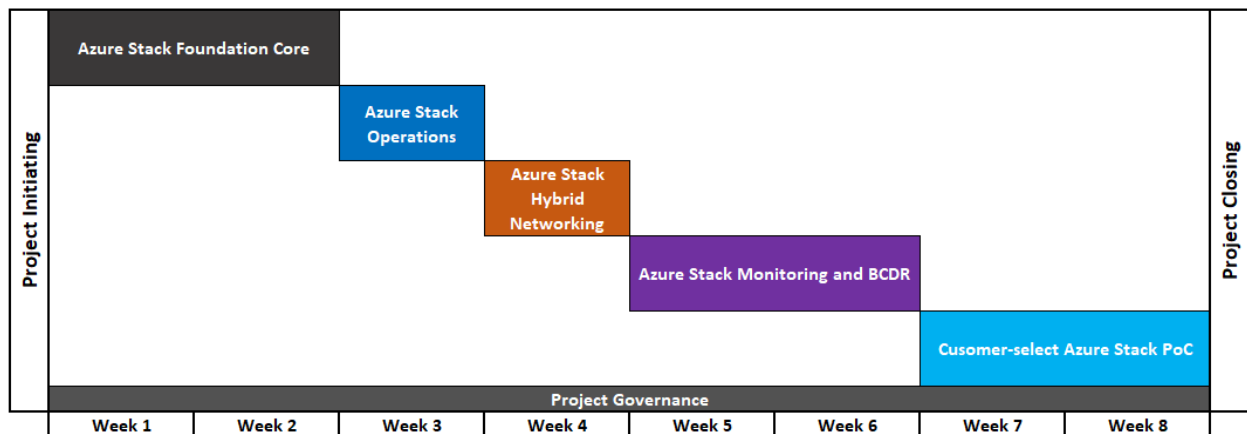 Project Initiating
Azure Stack Foundation Core
Azure Stack
Operations
Azure Stack
Hybrid
Networking
Azure Stack Monitoring and BCDR
Cusomer-select Azure Stack PoC
Project Closing
Project Governance
Week 1
Week 2
Week 3
Week 4
Week 5
Week 6
Week 7
Week 8